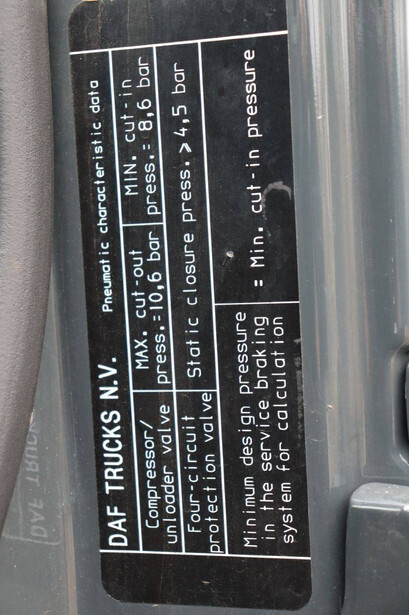 DAF TRUCKS N.V. Pneumatic characteristic data
Compressor/
unloader valve
MAX. cut-out
press.=10,6 bar
MIN. cut-in
press.= 8,6 bar
Four-circuit
protection valve
Static closure press. > 4,5 bar
Minimum design pressure
in the service braking
system for calculation
= Min. cut-in pressure
DAF TRUCK